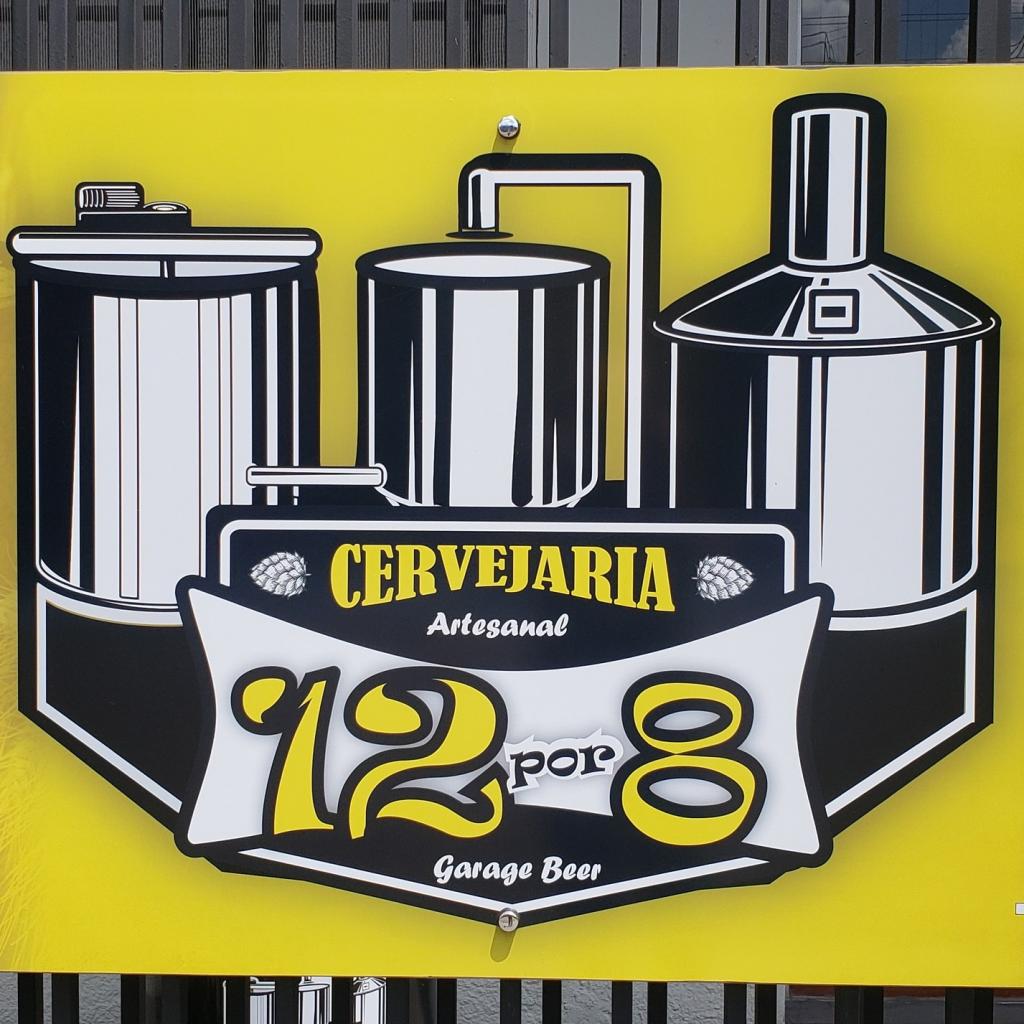 CERVEJARIA
Artesanal
12 por 8
Garage Beer